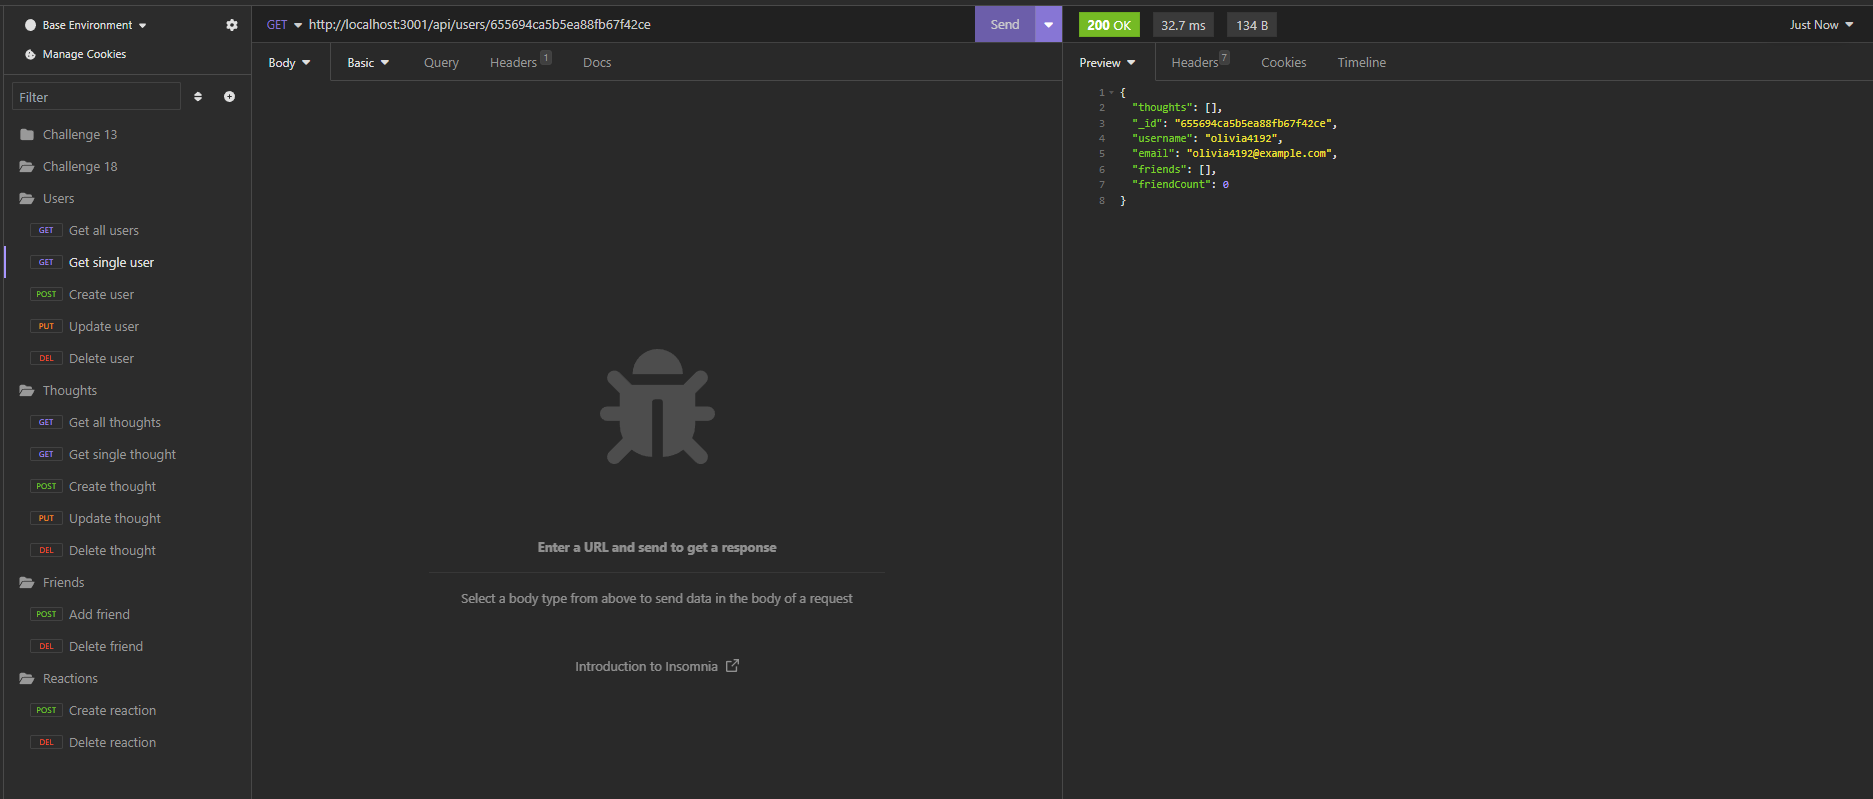 Base Environment
Manage Cookies
Filter
Challenge 13
Challenge 18
Users
GET Get all users
GET Get single user
POST Create user
PUT Update user
DEL Delete user
Thoughts
GET Get all thoughts
GET Get single thought
POST Create thought
PUT Update thought
DEL Delete thought
Friends
POST Add friend
DEL Delete friend
Reactions
POST Create reaction
DEL Delete reaction
GET http://localhost:3001/api/users/655694ca5b5ea88fb67f42ce Send
Body Basic Query Headers 1 Docs
Enter a URL and send to get a response
Select a body type from above to send data in the body of a request
Introduction to Insomnia
200 OK 32.7 ms 134 B Just Now
Preview Headers 7 Cookies Timeline
1 {
2 "thoughts": [],
3 "_id": "655694ca5b5ea88fb67f42ce",
4 "username": "olivia4192",
5 "email": "olivia4192@example.com",
6 "friends": [],
7 "friendCount": 0
8 }